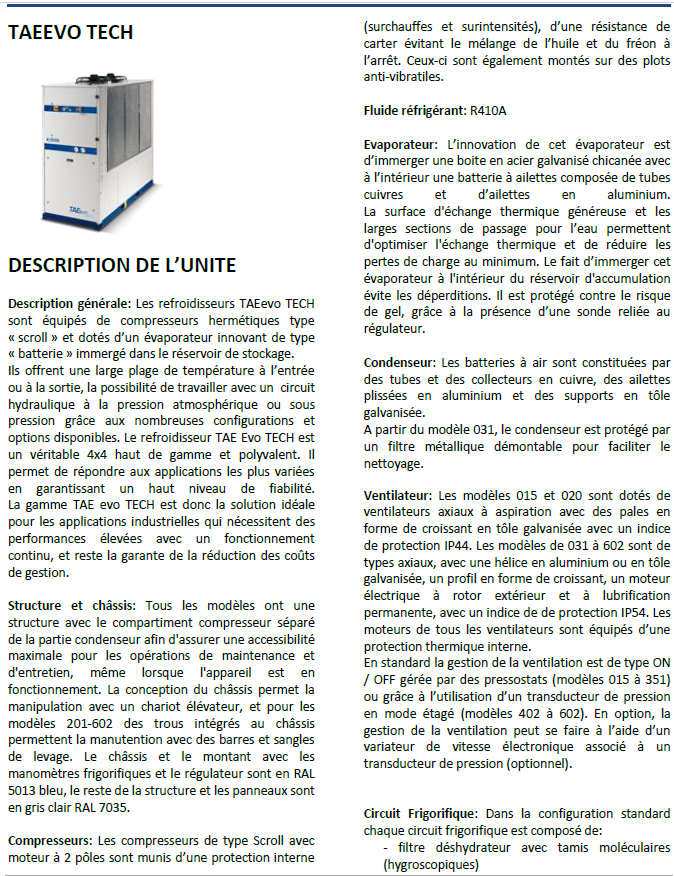 TAEEVO TECH
TAEevo
DESCRIPTION DE L’UNITE
Description générale: Les refroidisseurs TAEevo TECH
sont équipés de compresseurs hermétiques type
« scroll » et dotés d’un évaporateur innovant de type
« batterie » immergé dans le réservoir de stockage.
Ils offrent une large plage de température à l’entrée
ou à la sortie, la possibilité de travailler avec un circuit
hydraulique à la pression atmosphérique ou sous
pression grâce aux nombreuses configurations et
options disponibles. Le refroidisseur TAE Evo TECH est
un véritable 4x4 haut de gamme et polyvalent. Il
permet de répondre aux applications les plus variées
en garantissant un haut niveau de fiabilité.
La gamme TAE evo TECH est donc la solution idéale
pour les applications industrielles qui nécessitent des
performances élevées avec un fonctionnement
continu, et reste la garante de la réduction des coûts
de gestion.
Structure et châssis: Tous les modèles ont une
structure avec le compartiment compresseur séparé
de la partie condenseur afin d'assurer une accessibilité
maximale pour les opérations de maintenance et
d'entretien, même lorsque l'appareil est en
fonctionnement. La conception du châssis permet la
manipulation avec un chariot élévateur, et pour les
modèles 201-602 des trous intégrés au châssis
permettent la manutention avec des barres et sangles
de levage. Le châssis et le montant avec les
manomètres frigorifiques et le régulateur sont en RAL
5013 bleu, le reste de la structure et les panneaux sont
en gris clair RAL 7035.
Compresseurs: Les compresseurs de type Scroll avec
moteur à 2 pôles sont munis d’une protection interne
(surchauffes et surintensités), d’une résistance de
carter évitant le mélange de l’huile et du fréon à
l’arrêt. Ceux-ci sont également montés sur des plots
anti-vibratiles.
Fluide réfrigérant: R410A
Evaporateur: L’innovation de cet évaporateur est
d’immerger une boite en acier galvanisé chicanée avec
à l’intérieur une batterie à ailettes composée de tubes
cuivres et d’ailettes en aluminium.
La surface d'échange thermique généreuse et les
larges sections de passage pour l’eau permettent
d'optimiser l'échange thermique et de réduire les
pertes de charge au minimum. Le fait d’immerger cet
évaporateur à l'intérieur du réservoir d'accumulation
évite les déperditions. Il est protégé contre le risque
de gel, grâce à la présence d’une sonde reliée au
régulateur.
Condenseur: Les batteries à air sont constituées par
des tubes et des collecteurs en cuivre, des ailettes
plissées en aluminium et des supports en tôle
galvanisée.
A partir du modèle 031, le condenseur est protégé par
un filtre métallique démontable pour faciliter le
nettoyage.
Ventilateur: Les modèles 015 et 020 sont dotés de
ventilateurs axiaux à aspiration avec des pales en
forme de croissant en tôle galvanisée avec un indice
de protection IP44. Les modèles de 031 à 602 sont de
types axiaux, avec une hélice en aluminium ou en tôle
galvanisée, un profil en forme de croissant, un moteur
électrique à rotor extérieur et à lubrification
permanente, avec un indice de de protection IP54. Les
moteurs de tous les ventilateurs sont équipés d’une
protection thermique interne.
En standard la gestion de la ventilation est de type ON
/ OFF gérée par des pressostats (modèles 015 à 351)
ou grâce à l’utilisation d’un transducteur de pression
en mode étagé (modèles 402 à 602). En option, la
gestion de la ventilation peut se faire à l’aide d’un
variateur de vitesse électronique associé à un
transducteur de pression (optionnel).
Circuit Frigorifique: Dans la configuration standard
chaque circuit frigorifique est composé de:
- filtre déshydrateur avec tamis moléculaires
(hygroscopiques)